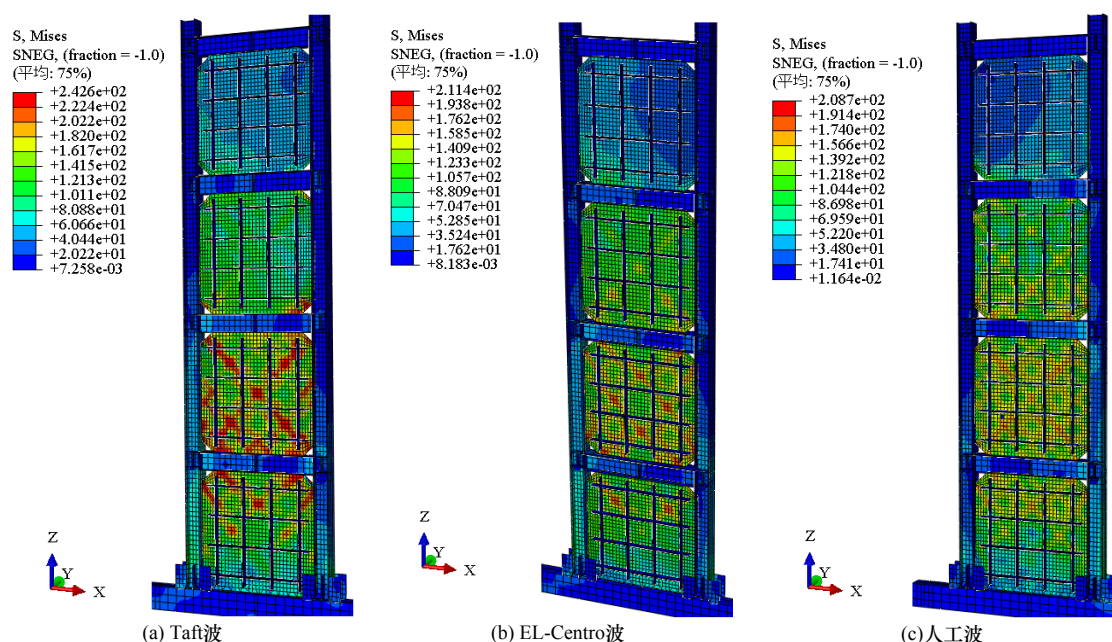 S, Mises
SNEG, (fraction = -1.0)
(平均: 75%)
+2.426e+02
+2.224e+02
+2.022e+02
+1.820e+02
+1.617e+02
+1.415e+02
+1.213e+02
+1.011e+02
+8.088e+01
+6.066e+01
+4.044e+01
+2.022e+01
+7.258e-03
Z
Y
X
(a) Taft波
S, Mises
SNEG, (fraction = -1.0)
(平均: 75%)
+2.114e+02
+1.938e+02
+1.762e+02
+1.585e+02
+1.409e+02
+1.233e+02
+1.057e+02
+8.809e+01
+7.047e+01
+5.285e+01
+3.524e+01
+1.762e+01
+8.183e-03
Z
Y
X
(b) EL-Centro波
S, Mises
SNEG, (fraction = -1.0)
(平均: 75%)
+2.087e+02
+1.914e+02
+1.740e+02
+1.566e+02
+1.392e+02
+1.218e+02
+1.044e+02
+8.698e+01
+6.959e+01
+5.220e+01
+3.480e+01
+1.741e+01
+1.164e-02
Z
Y
X
(c)人工波